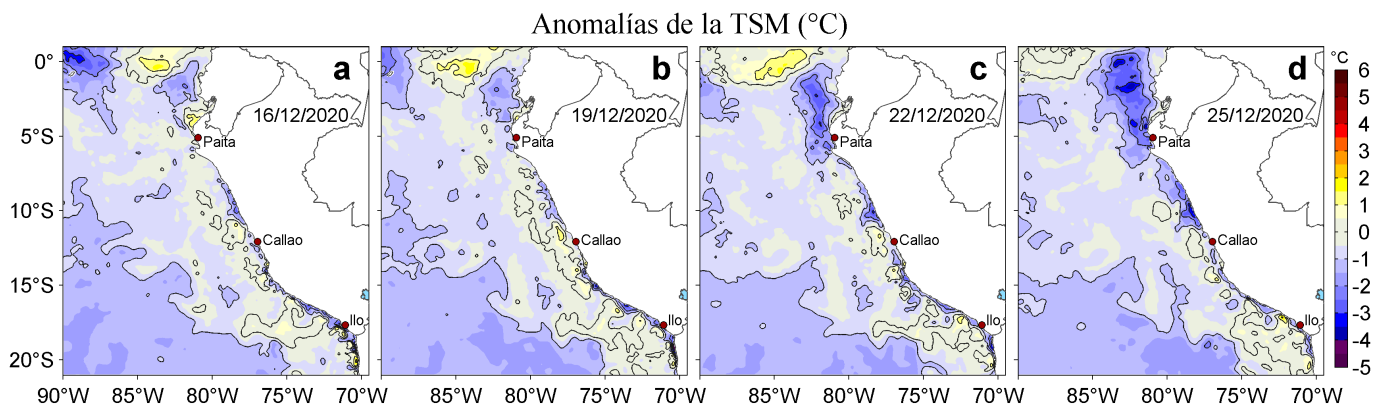 Anomalías de la TSM (°C)
a
16/12/2020
Paita
Callao
Ilo
0°
5°S
10°S
15°S
20°S
90°W
85°W
80°W
75°W
70°W
b
19/12/2020
Paita
Callao
Ilo
85°W
80°W
75°W
70°W
c
22/12/2020
Paita
Callao
Ilo
85°W
80°W
75°W
70°W
d
25/12/2020
Paita
Callao
Ilo
85°W
80°W
75°W
70°W
°C
6
5
4
3
2
1
0
-1
-2
-3
-4
-5